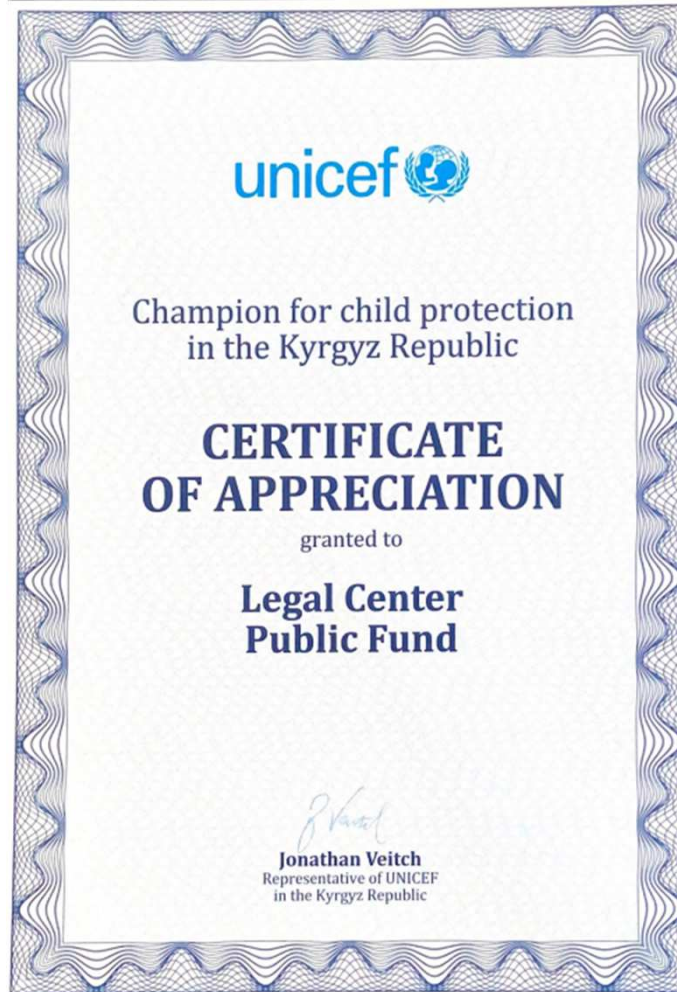 unicef
Champion for child protection
in the Kyrgyz Republic
CERTIFICATE
OF APPRECIATION
granted to
Legal Center
Public Fund
Jonathan Veitch
Representative of UNICEF
in the Kyrgyz Republic